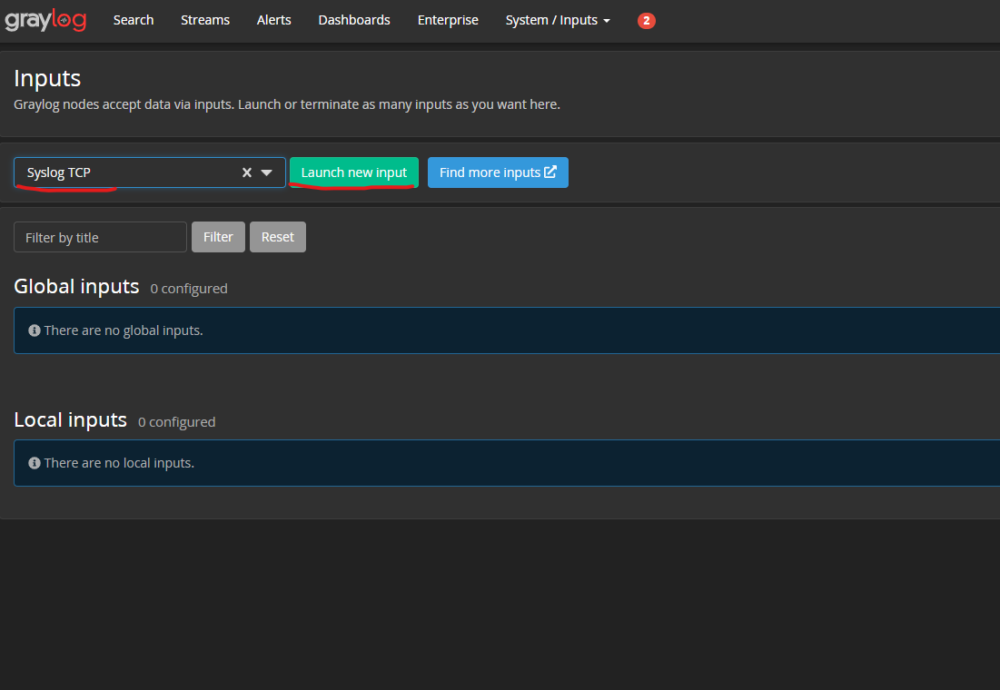 graylog Search Streams Alerts Dashboards Enterprise System / Inputs 2
Inputs
Graylog nodes accept data via inputs. Launch or terminate as many inputs as you want here.
Syslog TCP Launch new input Find more inputs
Filter by title Filter Reset
Global inputs 0 configured
There are no global inputs.
Local inputs 0 configured
There are no local inputs.